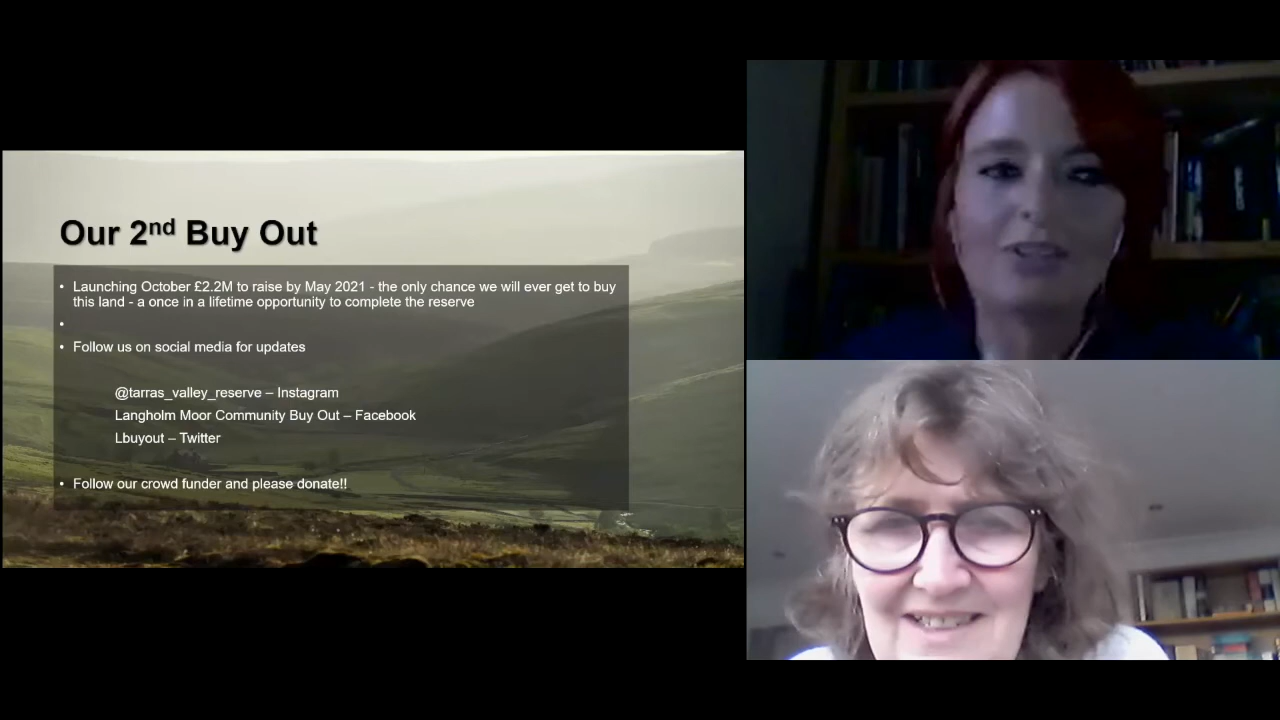 Our 2nd Buy Out
• Launching October £2.2M to raise by May 2021 - the only chance we will ever get to buy
this land - a once in a lifetime opportunity to complete the reserve
•
• Follow us on social media for updates
@tarras_valley_reserve – Instagram
Langholm Moor Community Buy Out – Facebook
Lbuyout – Twitter
• Follow our crowd funder and please donate!!